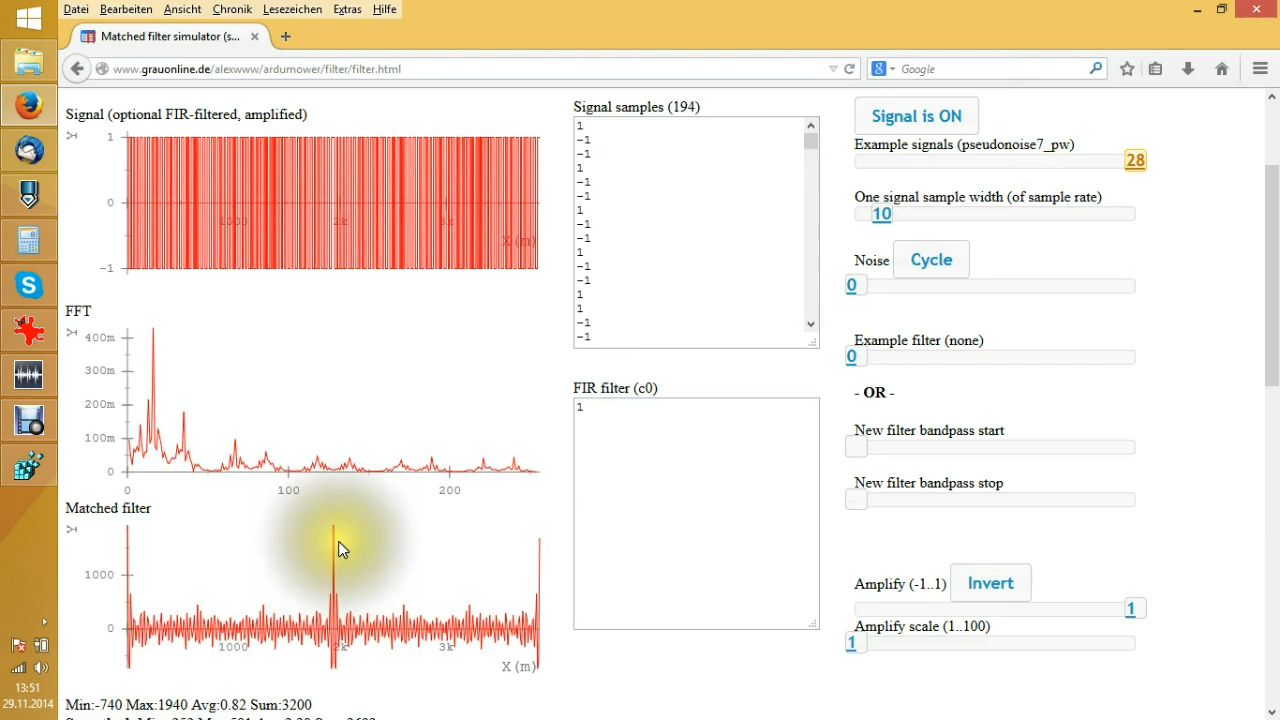 Datei Bearbeiten Ansicht Chronik Lesezeichen Extras Hilfe
Matched filter simulator (s...
www.grauonline.de/alexwww/ardumower/filter/filter.html
Google
Signal (optional FIR-filtered, amplified)
1
0
-1
1000
2k
3k
X (m)
FFT
400m
300m
200m
100m
0
0
100
200
Matched filter
1000
0
1000
2k
3k
X (m)
Min:-740 Max:1940 Avg:0.82 Sum:3200
Signal samples (194)
1
-1
-1
1
-1
-1
1
-1
-1
1
-1
-1
1
1
-1
-1
FIR filter (c0)
1
Signal is ON
Example signals (pseudonoise7_pw)
28
One signal sample width (of sample rate)
10
Noise Cycle
0
Example filter (none)
0
- OR -
New filter bandpass start
New filter bandpass stop
Amplify (-1..1) Invert
1
Amplify scale (1..100)
1
13:51
29.11.2014